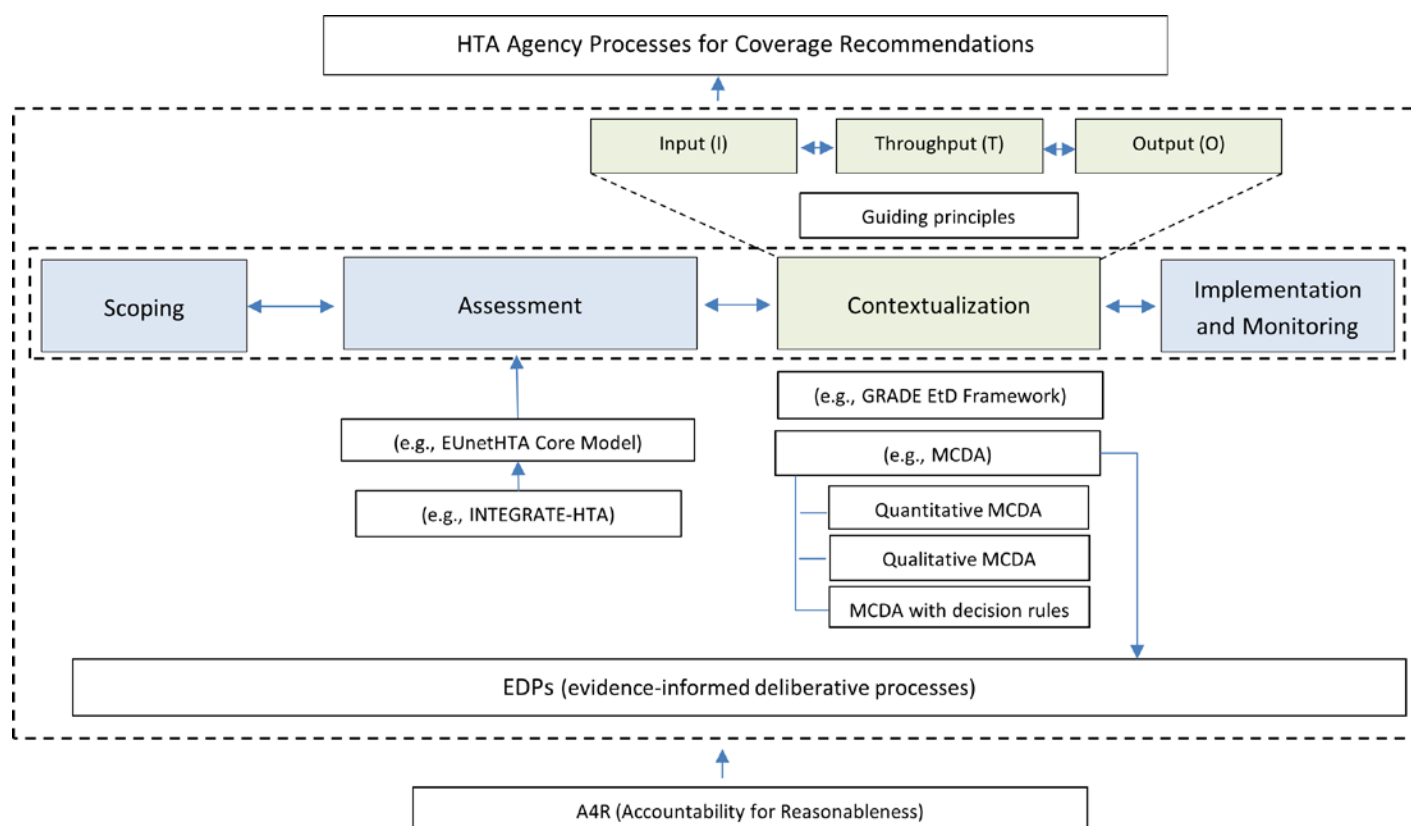 HTA Agency Processes for Coverage Recommendations
Input (I)
Throughput (T)
Output (O)
Guiding principles
Scoping
Assessment
Contextualization
Implementation
and Monitoring
(e.g., GRADE EtD Framework)
(e.g., EUnetHTA Core Model)
(e.g., MCDA)
(e.g., INTEGRATE-HTA)
Quantitative MCDA
Qualitative MCDA
MCDA with decision rules
EDPs (evidence-informed deliberative processes)
A4R (Accountability for Reasonableness)